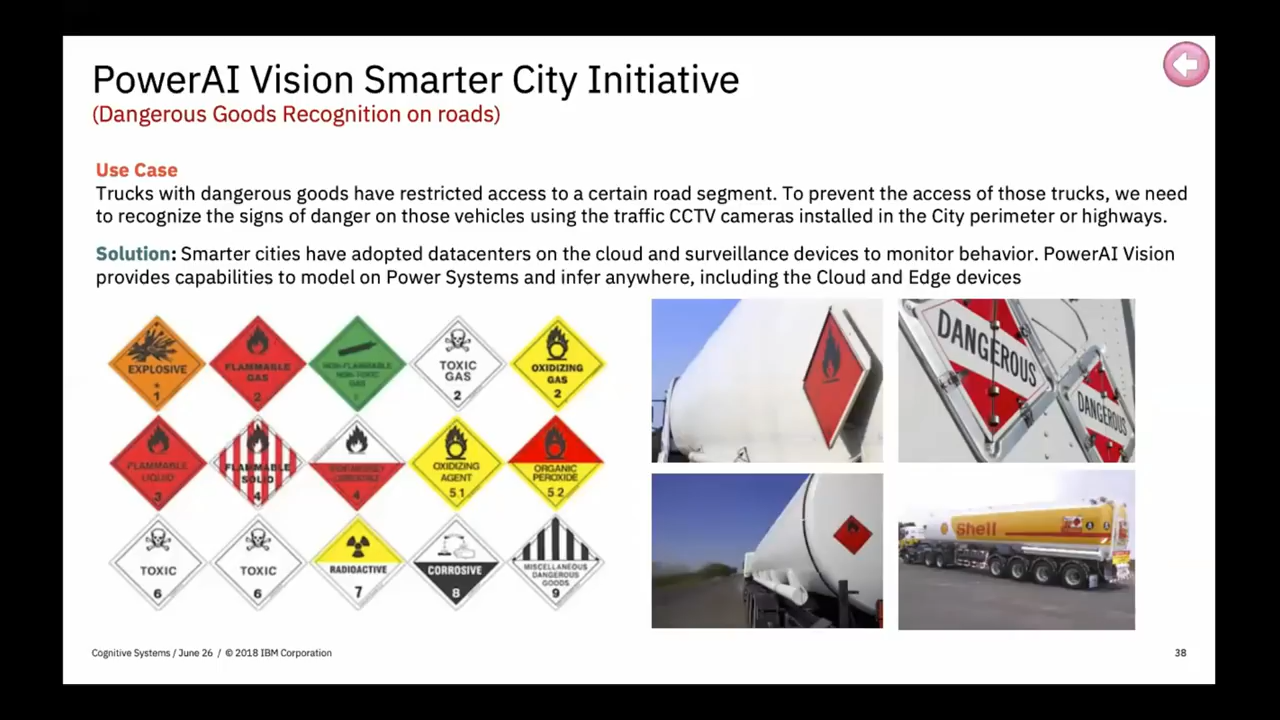 PowerAI Vision Smarter City Initiative
(Dangerous Goods Recognition on roads)
Use Case
Trucks with dangerous goods have restricted access to a certain road segment. To prevent the access of those trucks, we need
to recognize the signs of danger on those vehicles using the traffic CCTV cameras installed in the City perimeter or highways.
Solution: Smarter cities have adopted datacenters on the cloud and surveillance devices to monitor behavior. PowerAI Vision
provides capabilities to model on Power Systems and infer anywhere, including the Cloud and Edge devices
EXPLOSIVE
*
1
FLAMMABLE
GAS
2
NON-FLAMMABLE
NON-TOXIC
GAS
TOXIC
GAS
2
OXIDIZING
GAS
2
FLAMMABLE
LIQUID
3
FLAMMABLE
SOLID
4
4
OXIDIZING
AGENT
5.1
ORGANIC
PEROXIDE
5.2
TOXIC
6
TOXIC
6
RADIOACTIVE
7
CORROSIVE
8
MISCELLANEOUS
DANGEROUS
GOODS
9
DANGEROUS
DANGEROUS
Shell
Cognitive Systems / June 26 / © 2018 IBM Corporation
38